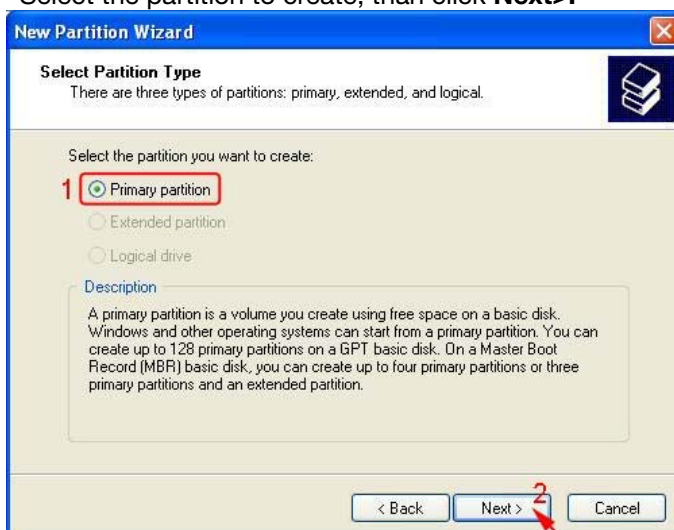 Select the partition to create, than click Next>.
New Partition Wizard
Select Partition Type
There are three types of partitions: primary, extended, and logical.
Select the partition you want to create:
1 Primary partition
Extended partition
Logical drive
Description
A primary partition is a volume you create using free space on a basic disk.
Windows and other operating systems can start from a primary partition. You can
create up to 128 primary partitions on a GPT basic disk. On a Master Boot
Record (MBR) basic disk, you can create up to four primary partitions or three
primary partitions and an extended partition.
< Back Next > 2 Cancel